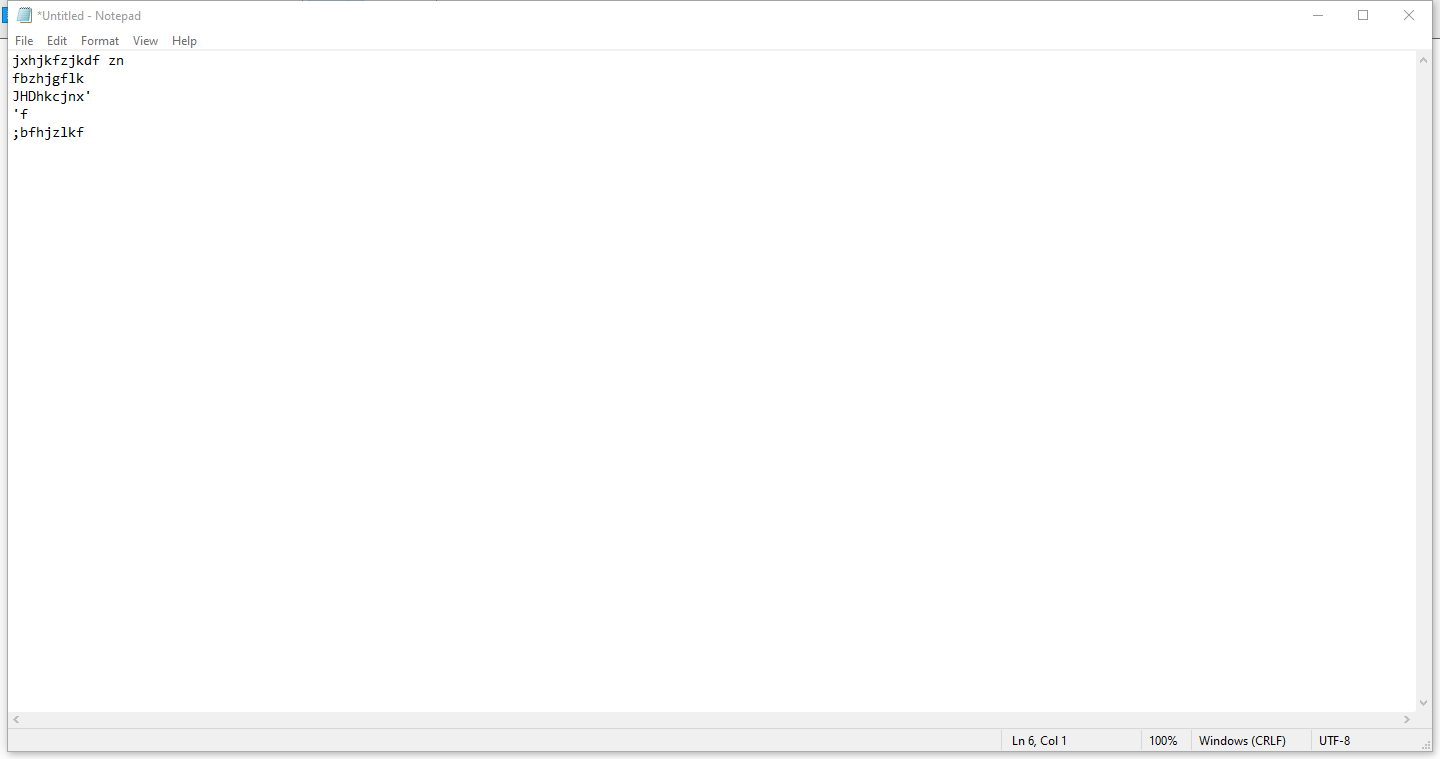 *Untitled - Notepad
File Edit Format View Help
jxhjkfzjkdf zn
fbzhjgflk
JHDhkcjnx'
'f
;bfhjzlkf
Ln 6, Col 1 100% Windows (CRLF) UTF-8